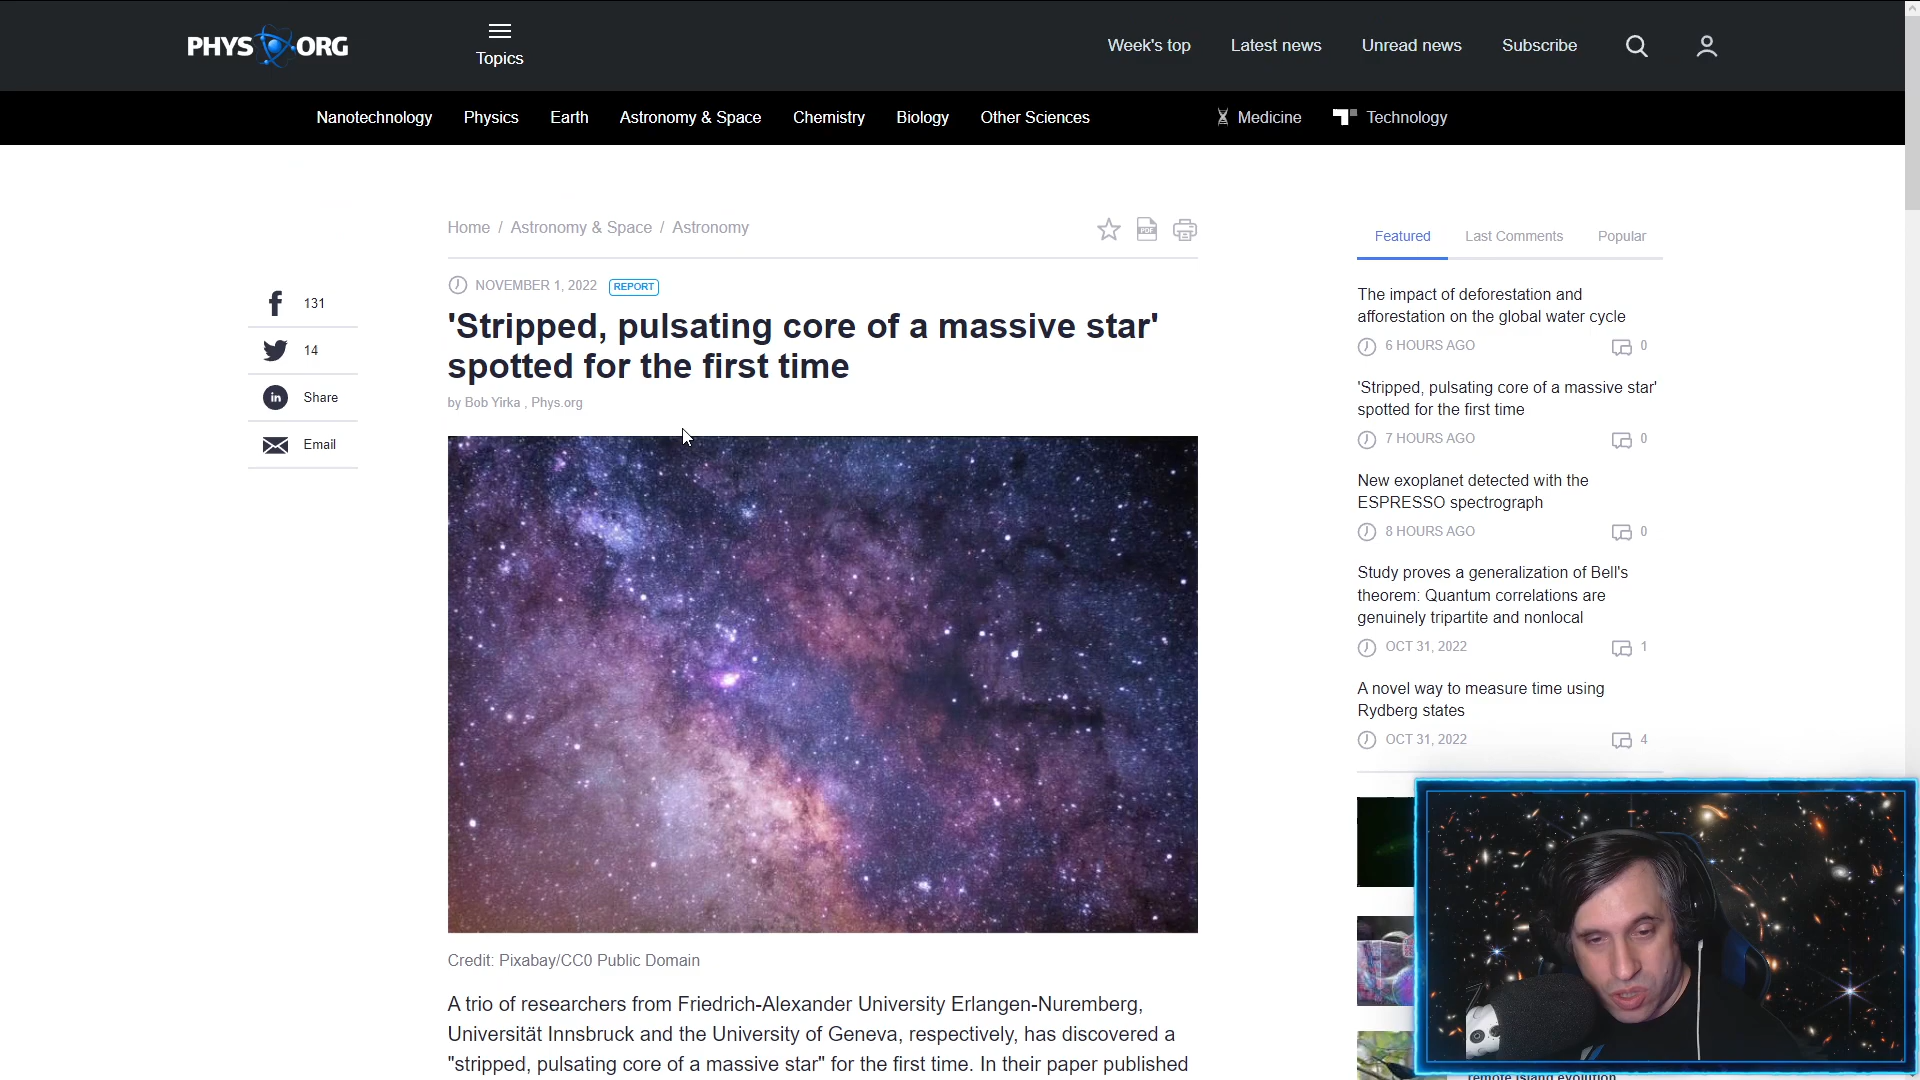 PHYS ORG
Topics
Week's top
Latest news
Unread news
Subscribe
Nanotechnology
Physics
Earth
Astronomy & Space
Chemistry
Biology
Other Sciences
Medicine
Technology
Home / Astronomy & Space / Astronomy
PDF
131
14
in Share
Email
NOVEMBER 1, 2022 REPORT
'Stripped, pulsating core of a massive star'
spotted for the first time
by Bob Yirka , Phys.org
Credit: Pixabay/CC0 Public Domain
A trio of researchers from Friedrich-Alexander University Erlangen-Nuremberg,
Universität Innsbruck and the University of Geneva, respectively, has discovered a
"stripped, pulsating core of a massive star" for the first time. In their paper published
Featured
Last Comments
Popular
The impact of deforestation and
afforestation on the global water cycle
6 HOURS AGO 0
'Stripped, pulsating core of a massive star'
spotted for the first time
7 HOURS AGO 0
New exoplanet detected with the
ESPRESSO spectrograph
8 HOURS AGO 0
Study proves a generalization of Bell's
theorem: Quantum correlations are
genuinely tripartite and nonlocal
OCT 31, 2022 1
A novel way to measure time using
Rydberg states
OCT 31, 2022 4
remote island evolution